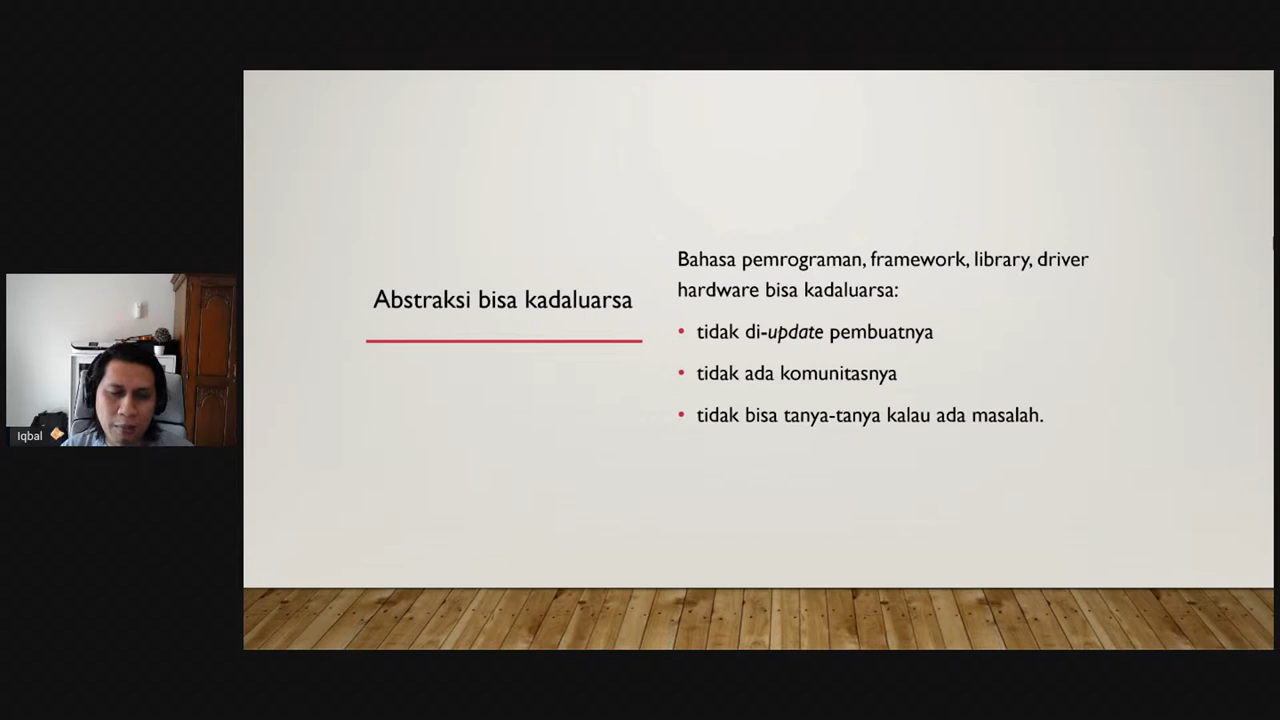 Abstraksi bisa kadaluarsa
Bahasa pemrograman, framework, library, driver
hardware bisa kadaluarsa:
• tidak di-update pembuatnya
• tidak ada komunitasnya
• tidak bisa tanya-tanya kalau ada masalah.
Iqbal